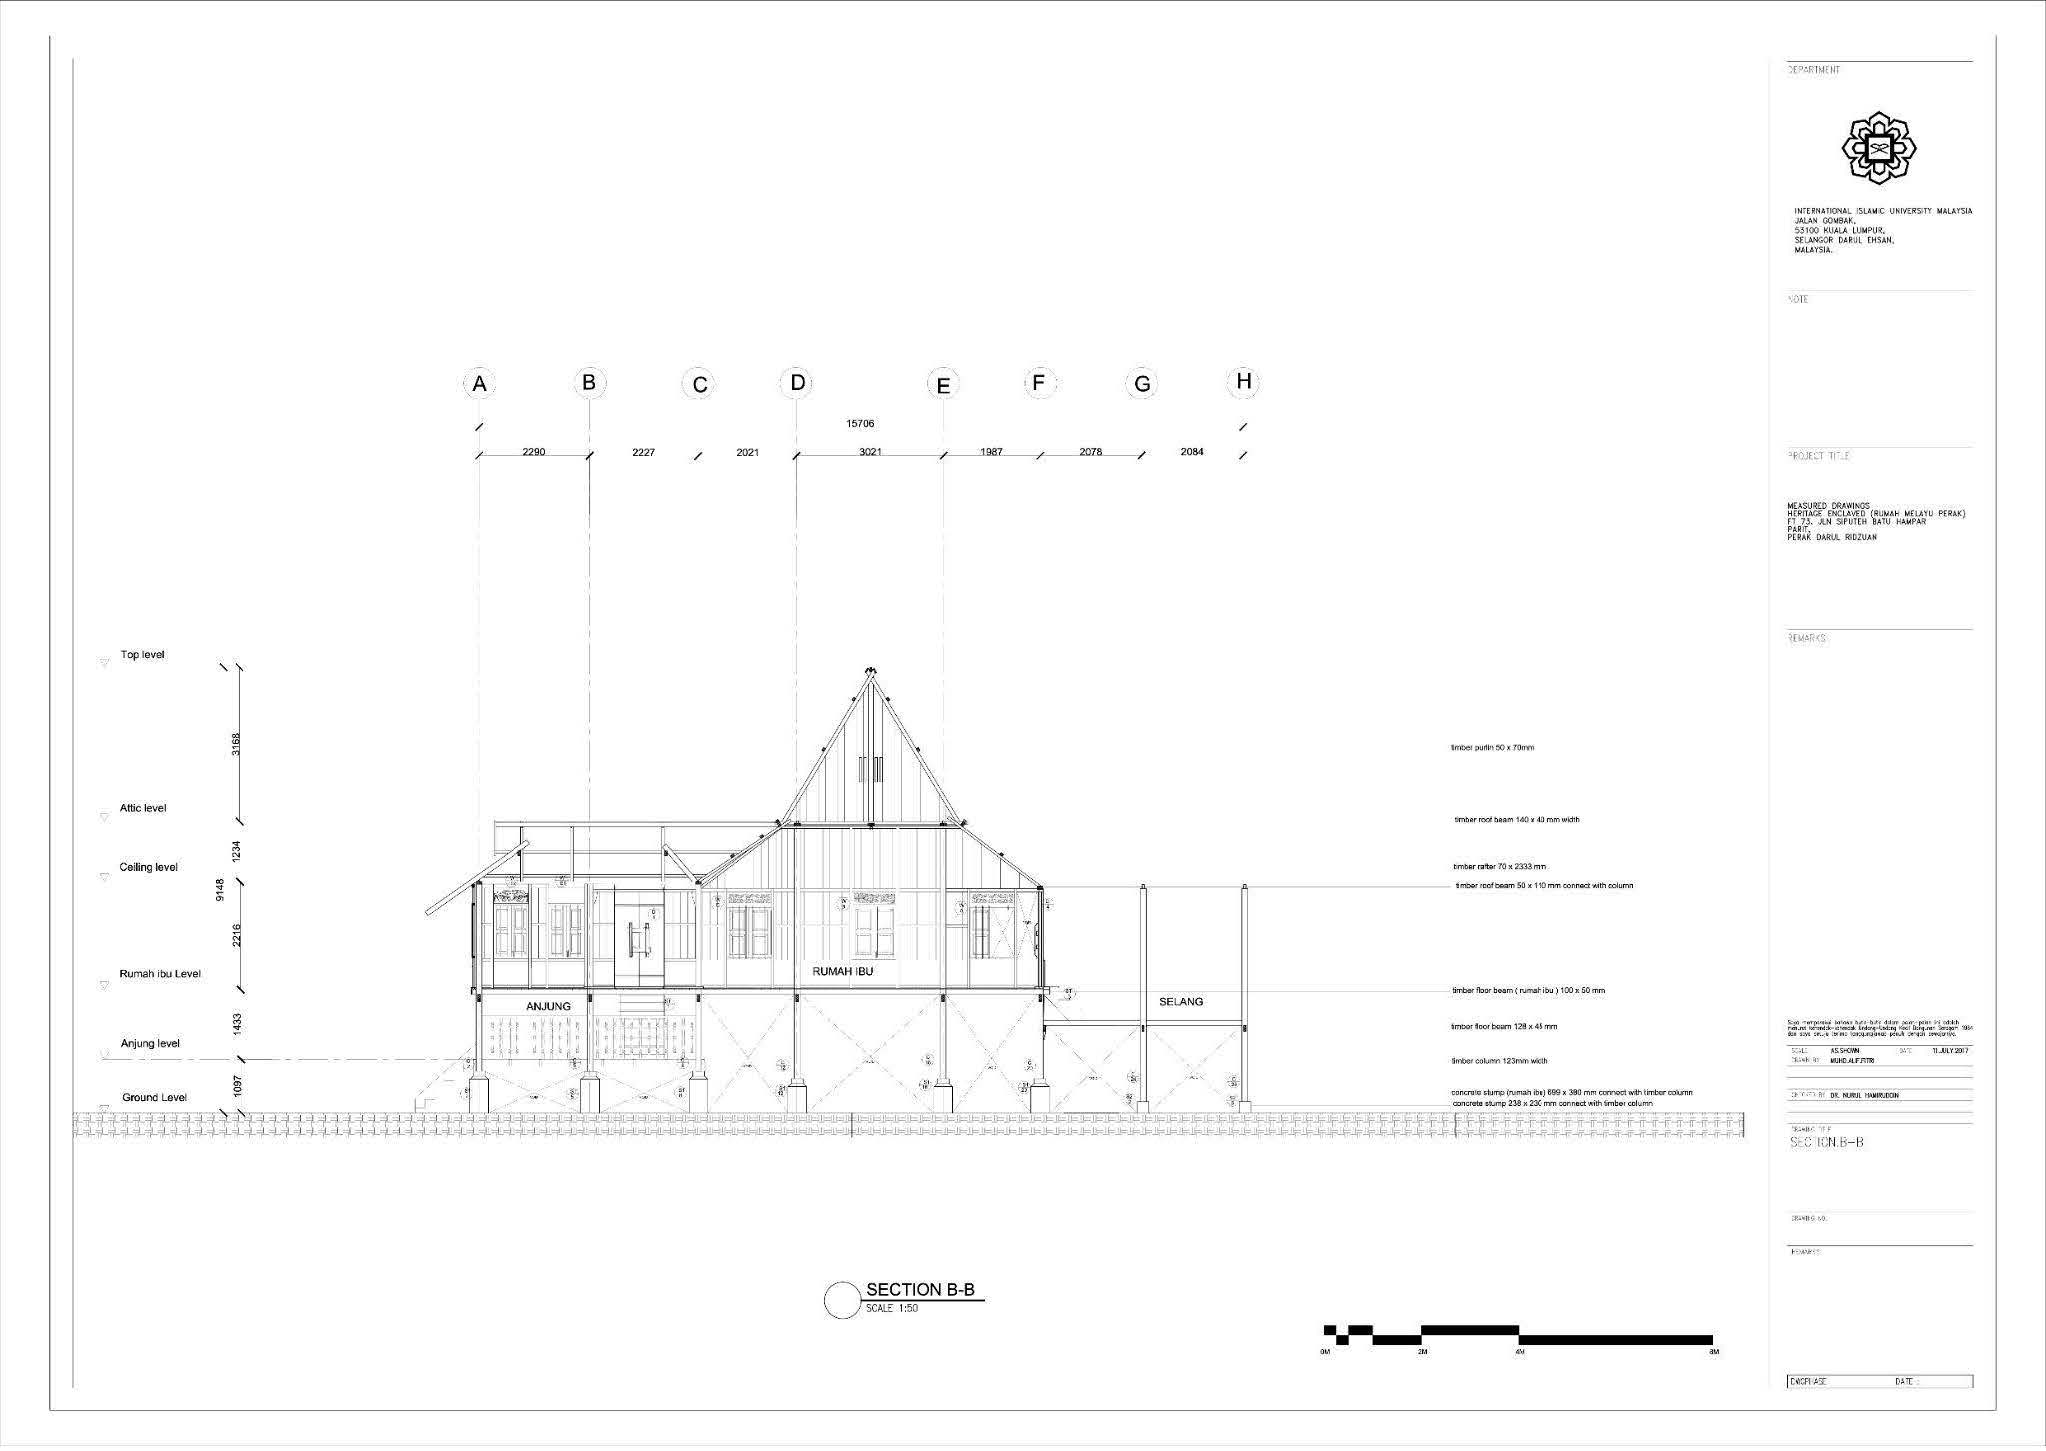 A B C D E F G H
15706
2290 2227 2021 3021 1987 2078 2084
Top level
3168
Attic level
1234
Ceiling level
9148
2216
Rumah ibu Level
1433
Anjung level
1097
Ground Level
RUMAH IBU
ANJUNG
SELANG
timber purlin 50 x 70mm
timber roof beam 140 x 40 mm width
timber rafter 70 x 2333 mm
timber roof beam 50 x 110 mm connect with column
timber floor beam ( rumah ibu ) 100 x 50 mm
timber floor beam 128 x 45 mm
timber column 123mm width
concrete stump (rumah ibu) 699 x 380 mm connect with timber column
concrete stump 238 x 230 mm connect with timber column
SECTION B-B
SCALE 1:50
0M 2M 4M 8M
DEPARTMENT
INTERNATIONAL ISLAMIC UNIVERSITY MALAYSIA
JALAN GOMBAK,
53100 KUALA LUMPUR,
SELANGOR DARUL EHSAN,
MALAYSIA.
NOTE
PROJECT TITLE
MEASURED DRAWINGS
HERITAGE ENCLAVED (RUMAH MELAYU PERAK)
FT 73, JLN SIPUTEH BATU HAMPAR
PARIT,
PERAK DARUL RIDZUAN
REMARKS
SCALE AS SHOWN DATE 11 JULY 2017
DRAWN BY MUHD. ALIF FITRI
CHECKED BY DR. NURUL HAMIRUDDIN
DRAWING TITLE
SECTION B-B
DRAWING NO.
REMARKS
DWGPHASE DATE :